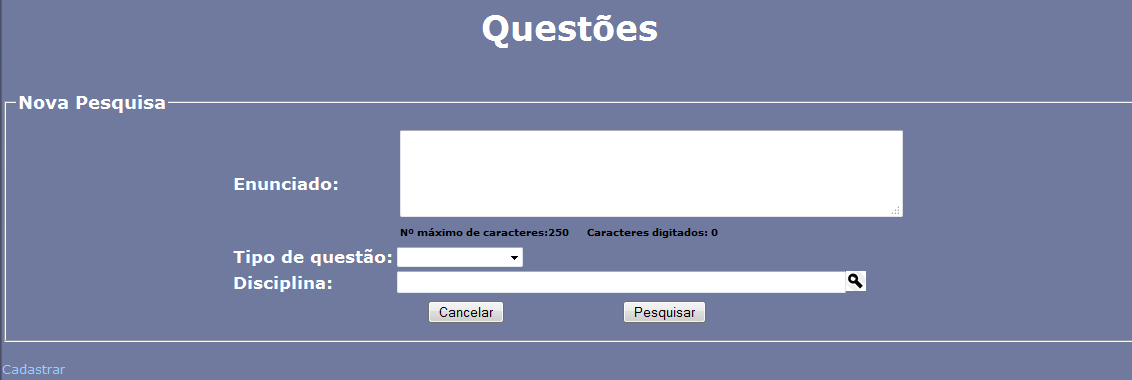 Questões
Nova Pesquisa
Enunciado:
Nº máximo de caracteres:250 Caracteres digitados: 0
Tipo de questão:
Disciplina:
Cancelar Pesquisar
Cadastrar